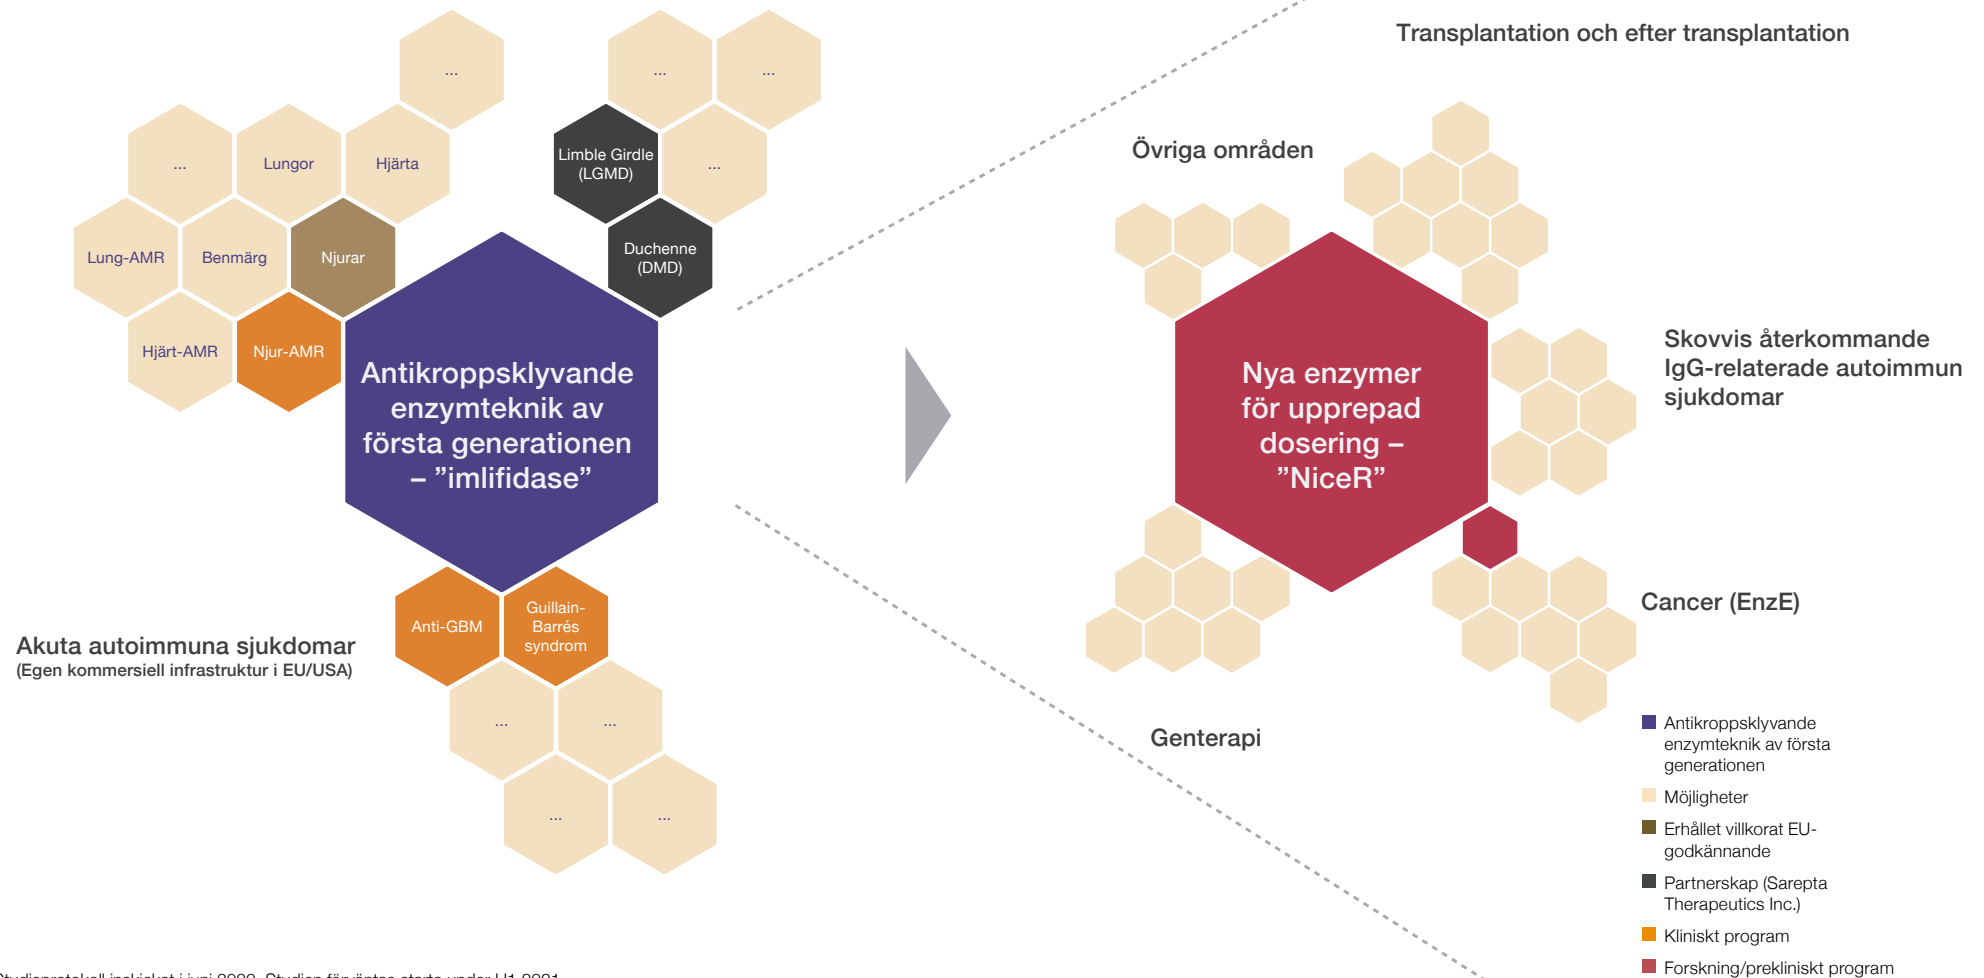 Transplantation och efter transplantation
...
...
...
Övriga områden
...
Lungor
Hjärta
Limble Girdle
(LGMD)
...
Lung-AMR
Benmärg
Njurar
Duchenne
(DMD)
Hjärt-AMR
Njur-AMR
Antikroppsklyvande
enzymteknik av
första generationen
– ”imlifidase”
Nya enzymer
för upprepad
dosering –
”NiceR”
Skovvis återkommande
IgG-relaterade autoimmun
sjukdomar
Cancer (EnzE)
Anti-GBM
Guillain-
Barrés
syndrom
Akuta autoimmuna sjukdomar
(Egen kommersiell infrastruktur i EU/USA)
...
...
...
...
Genterapi
Antikroppsklyvande
enzymteknik av första
generationen
Möjligheter
Erhållet villkorat EU-
godkännande
Partnerskap (Sarepta
Therapeutics Inc.)
Kliniskt program
Forskning/prekliniskt program